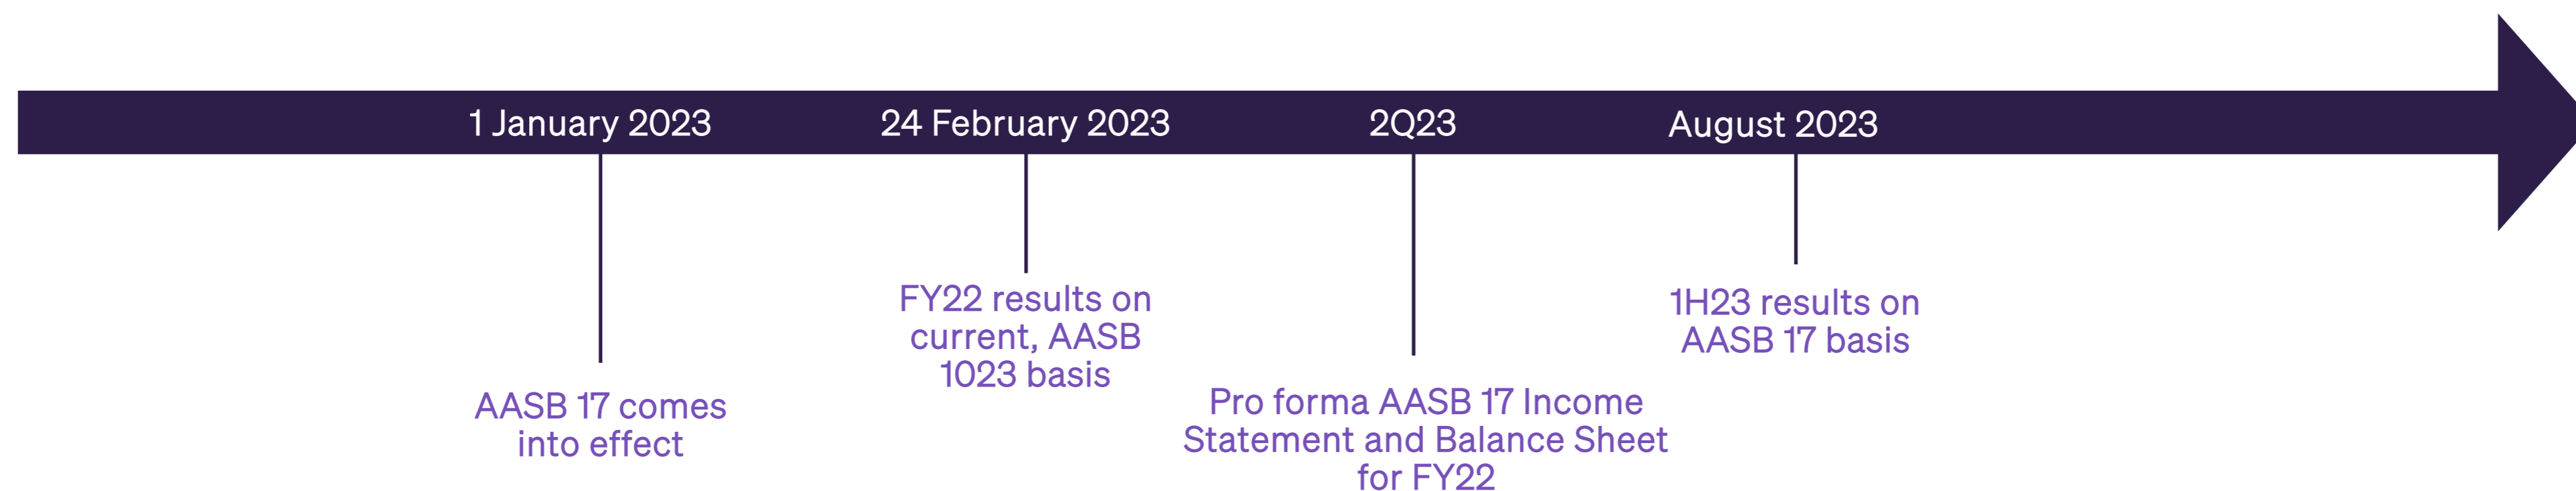 1 January 2023
24 February 2023
2Q23
August 2023
AASB 17 comes
into effect
FY22 results on
current, AASB
1023 basis
Pro forma AASB 17 Income
Statement and Balance Sheet
for FY22
1H23 results on
AASB 17 basis